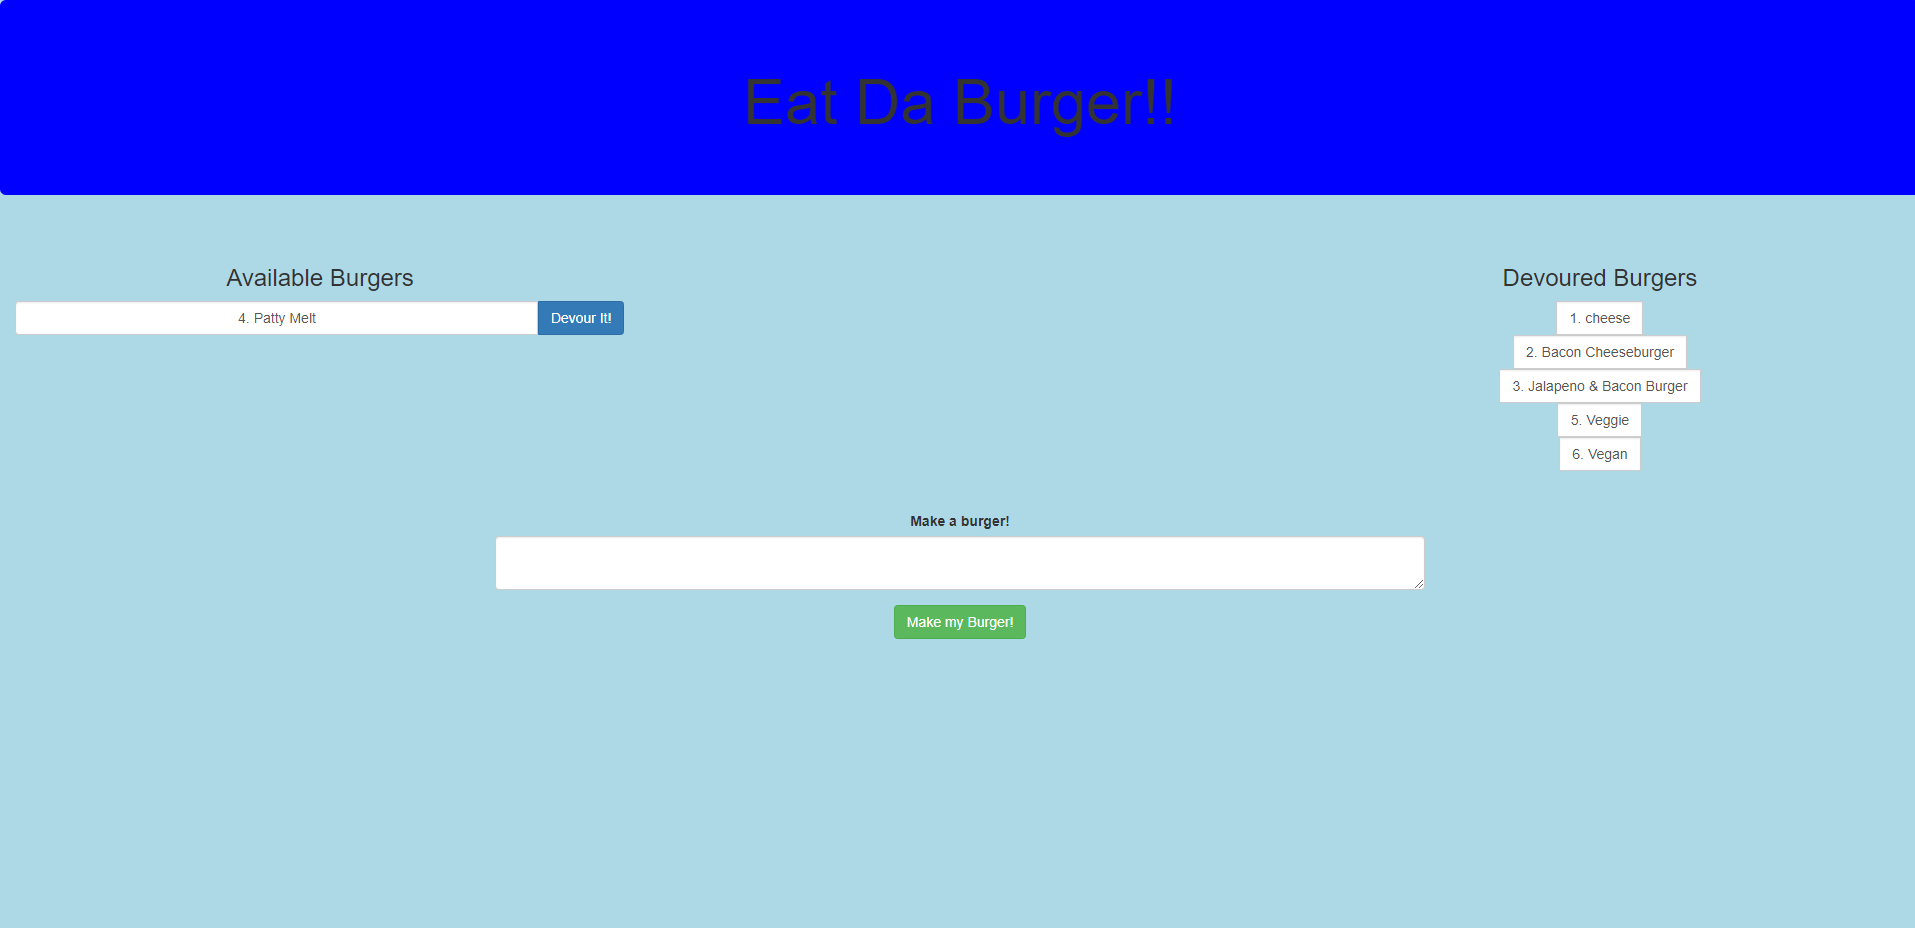 Eat Da Burger!!
Available Burgers
4. Patty Melt
Devour It!
Devoured Burgers
1. cheese
2. Bacon Cheeseburger
3. Jalapeno & Bacon Burger
5. Veggie
6. Vegan
Make a burger!
Make my Burger!